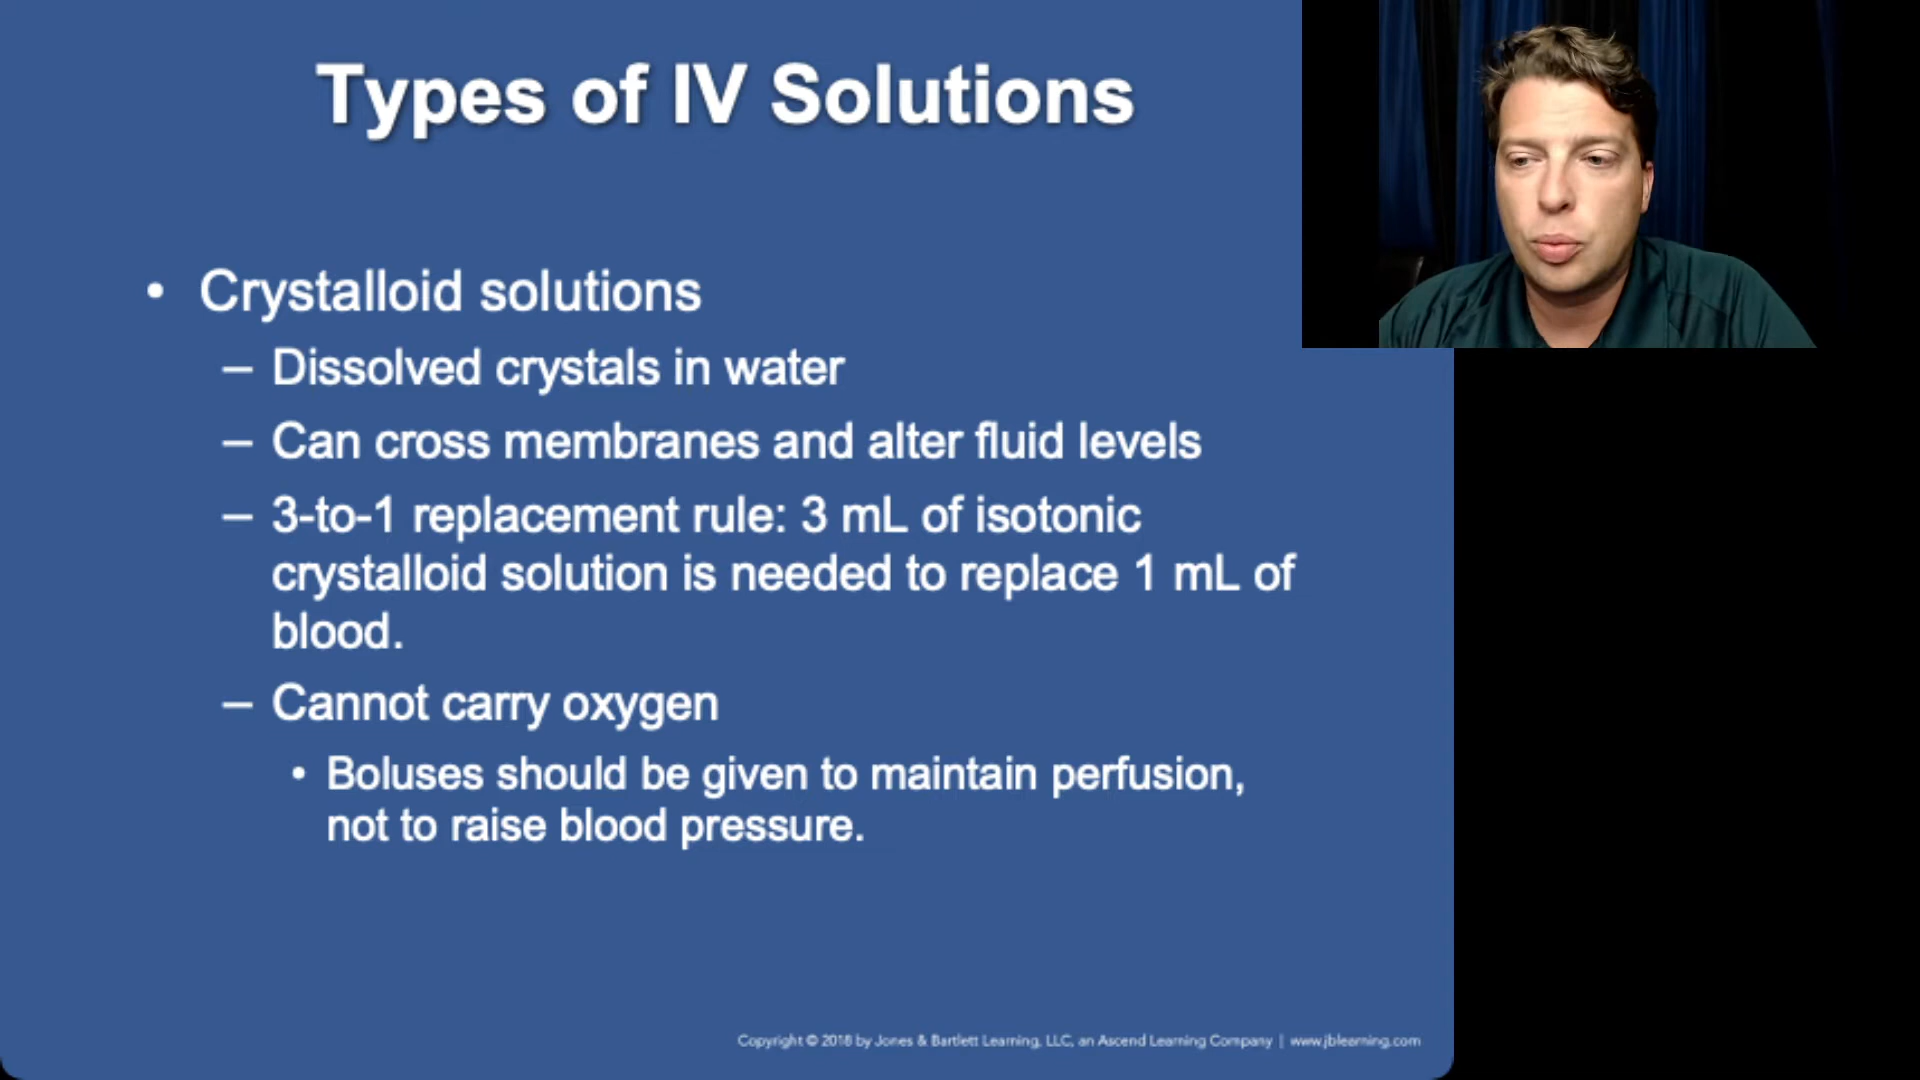 Types of IV Solutions
• Crystalloid solutions
– Dissolved crystals in water
– Can cross membranes and alter fluid levels
– 3-to-1 replacement rule: 3 mL of isotonic
crystalloid solution is needed to replace 1 mL of
blood.
– Cannot carry oxygen
• Boluses should be given to maintain perfusion,
not to raise blood pressure.
Copyright © 2018 by Jones & Bartlett Learning, LLC, an Ascend Learning Company | www.jblearning.com